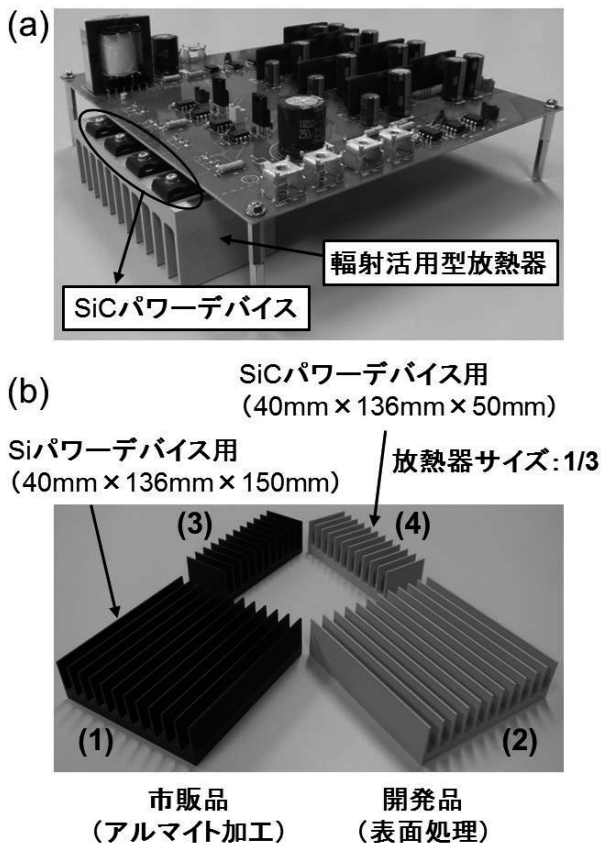 (a)
輻射活用型放熱器
SiCパワーデバイス
(b)
SiCパワーデバイス用
（40mm×136mm×50mm）
Siパワーデバイス用
（40mm×136mm×150mm）
放熱器サイズ：1/3
(3)
(4)
(1)
(2)
市販品
（アルマイト加工）
開発品
（表面処理）